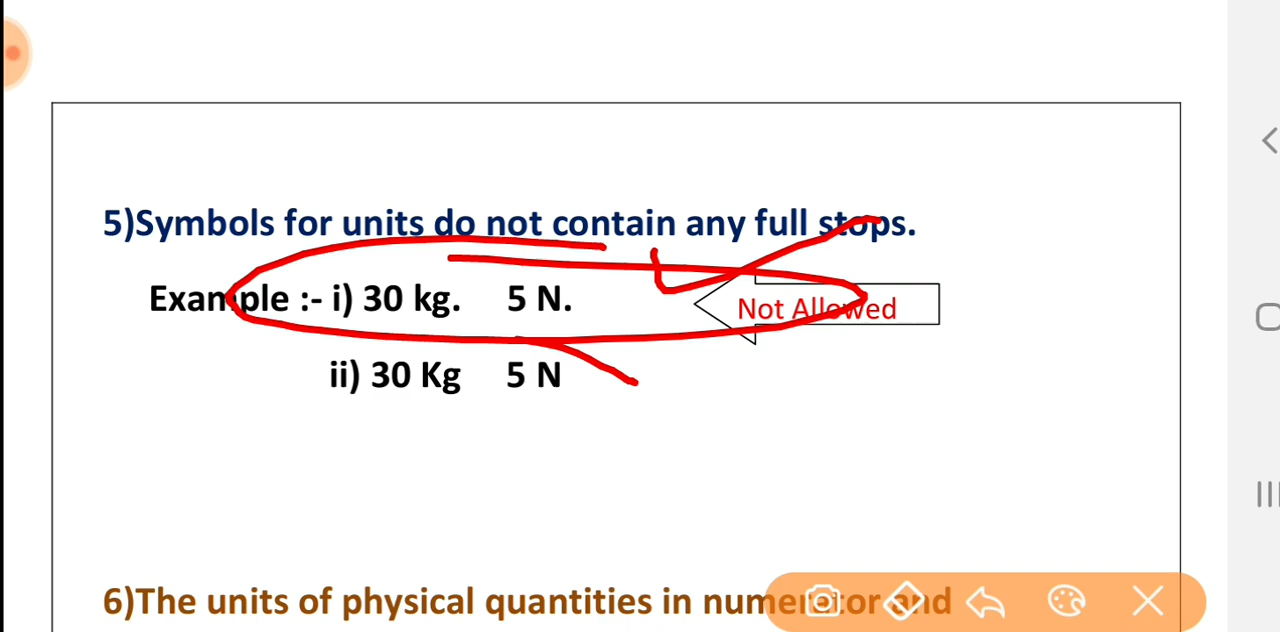 5)Symbols for units do not contain any full stops.
Example :- i) 30 kg. 5 N. Not Allowed
ii) 30 Kg 5 N
6)The units of physical quantities in numerator and